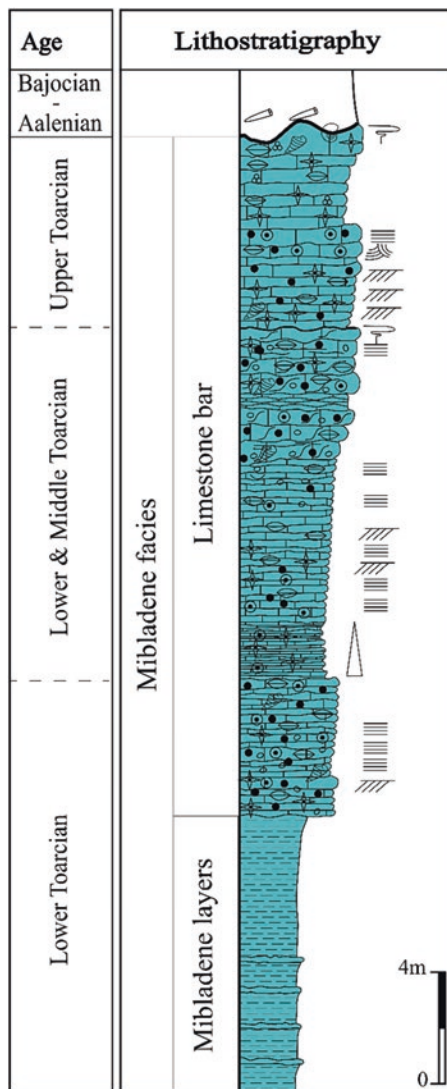 Age
Lithostratigraphy
Bajocian
-
Aalenian
Upper Toarcian
Lower & Middle Toarcian
Lower Toarcian
Mibladene facies
Limestone bar
Mibladene layers
4m
0